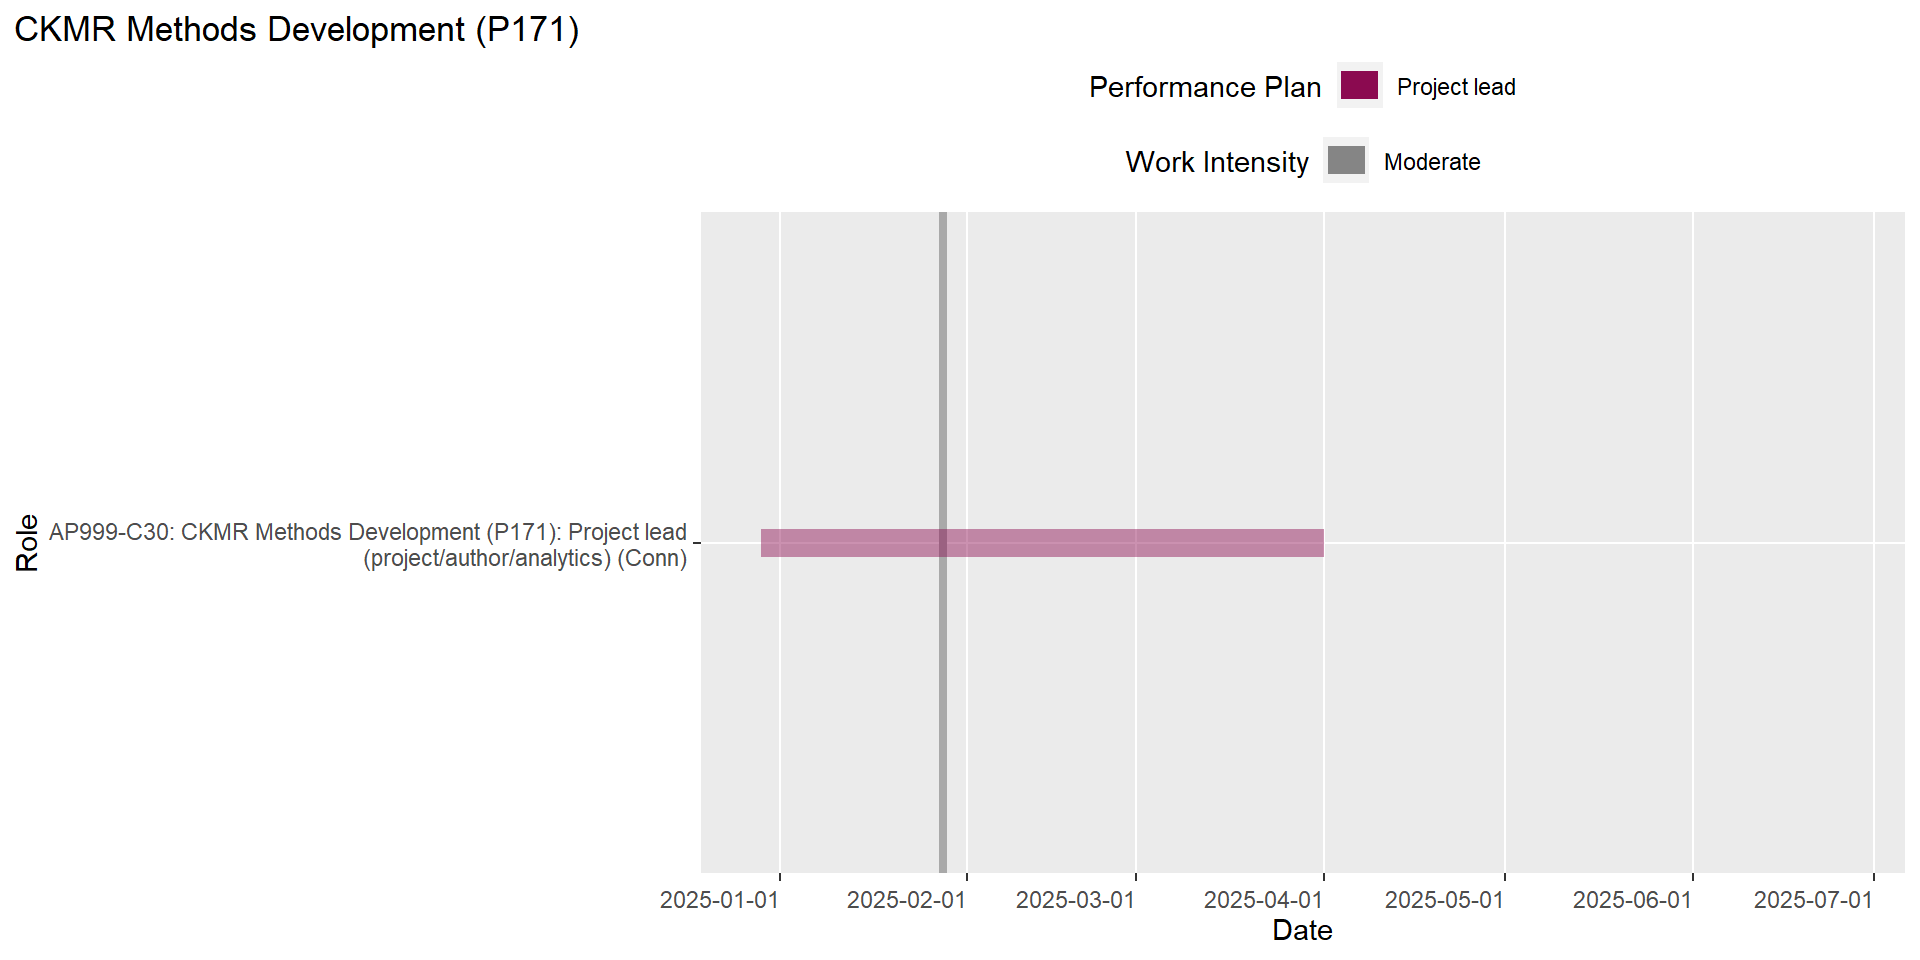 CKMR Methods Development (P171)
Performance Plan
Project lead
Work Intensity
Moderate
Role
AP999-C30: CKMR Methods Development (P171): Project lead
(project/author/analytics) (Conn)
2025-01-01
2025-02-01
2025-03-01
2025-04-01
2025-05-01
2025-06-01
2025-07-01
Date